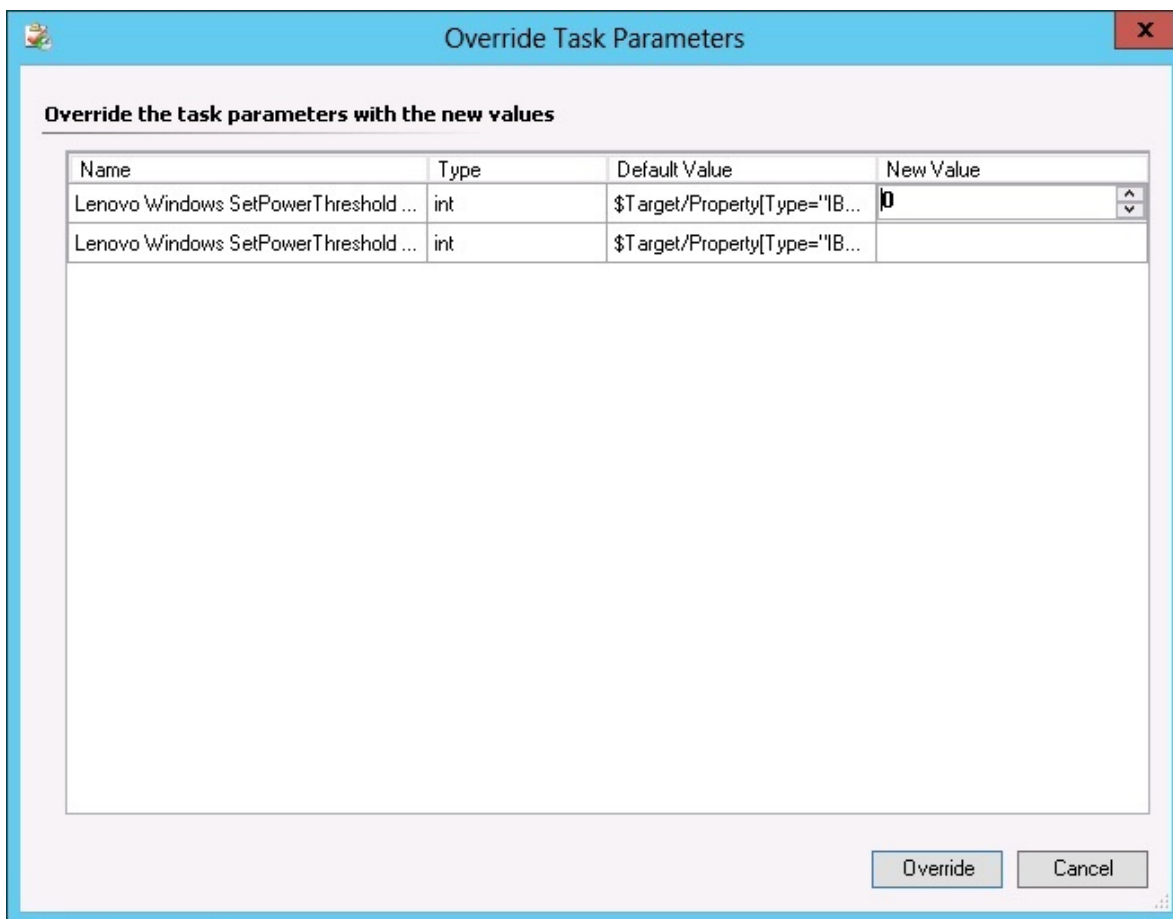 Override Task Parameters
x
Override the task parameters with the new values
Name Type Default Value New Value
Lenovo Windows SetPowerThreshold ... int $Target/Property[Type="IB... 0
Lenovo Windows SetPowerThreshold ... int $Target/Property[Type="IB...
Override Cancel